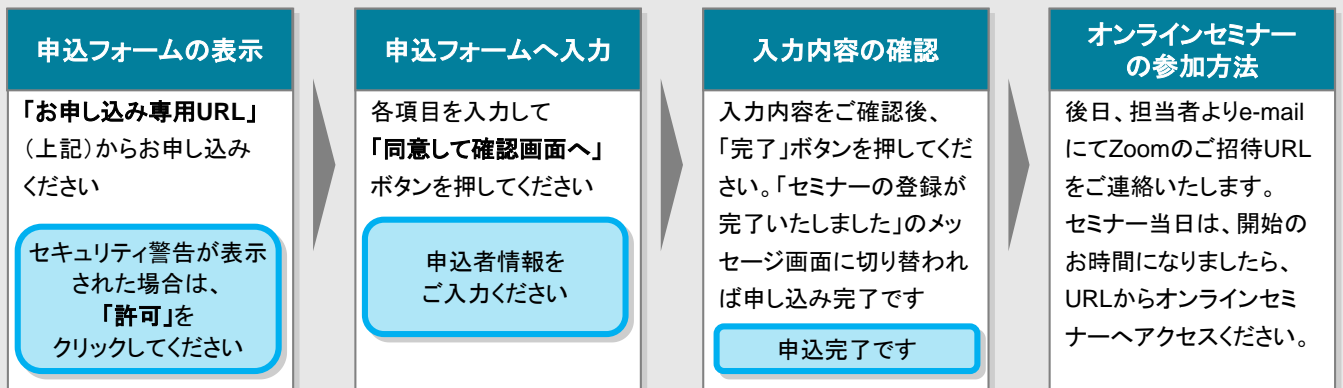 申込フォームの表示
「お申し込み専用URL」
（上記）からお申し込み
ください
セキュリティ警告が表示
された場合は、
「許可」を
クリックしてください
申込フォームへ入力
各項目を入力して
「同意して確認画面へ」
ボタンを押してください
申込者情報を
ご入力ください
入力内容の確認
入力内容をご確認後、
「完了」ボタンを押してくだ
さい。「セミナーの登録が
完了いたしました」のメッ
セージ画面に切り替われ
ば申し込み完了です
申込完了です
オンラインセミナー
の参加方法
後日、担当者よりe-mail
にてZoomのご招待URL
をご連絡いたします。
セミナー当日は、開始の
お時間になりましたら、
URLからオンラインセミ
ナーへアクセスください。